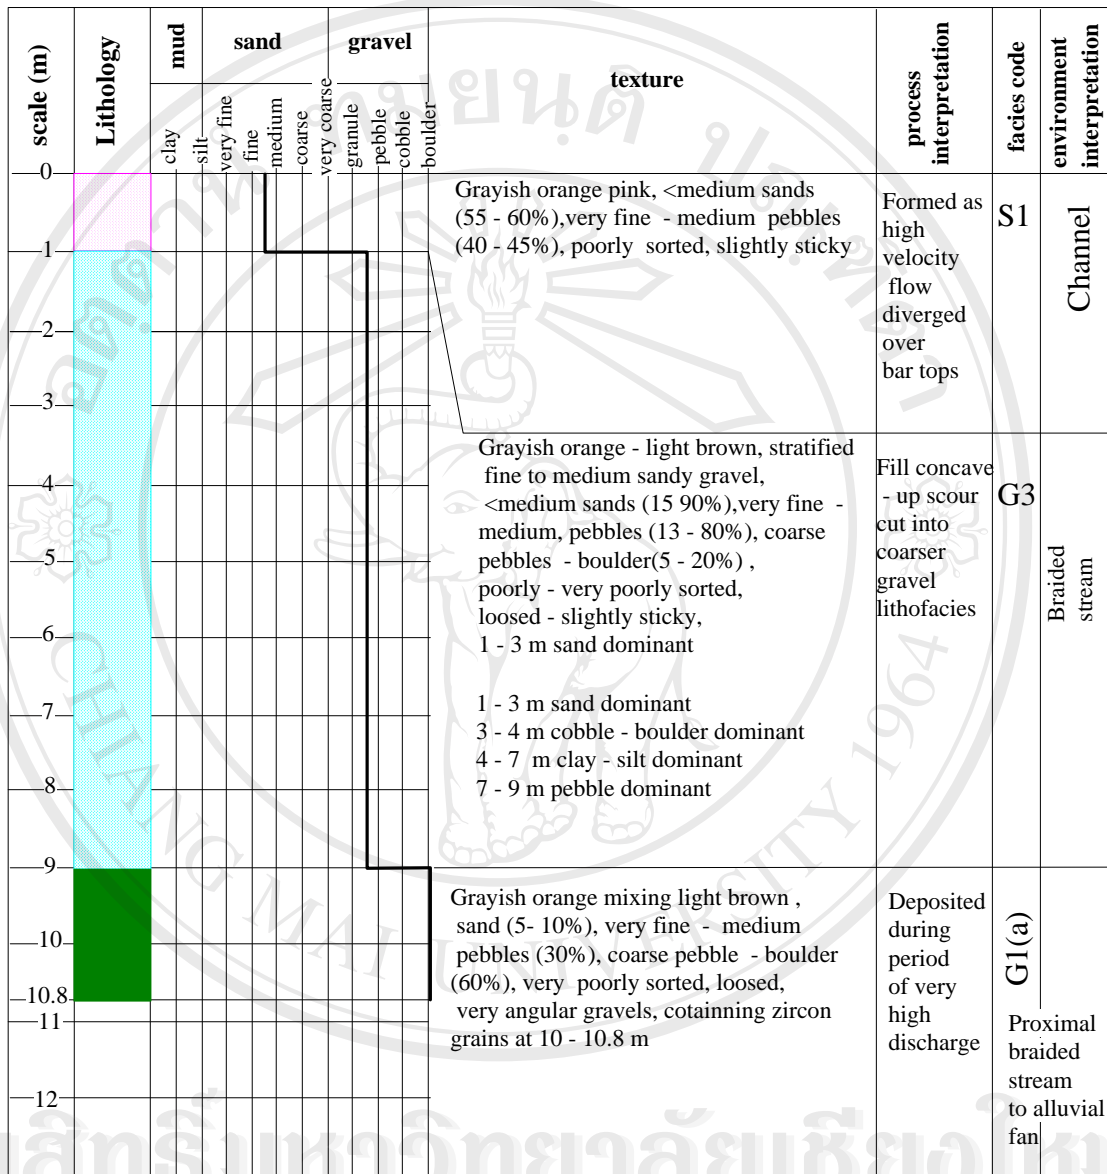 scale (m)
Lithology
mud
sand
gravel
clay
silt
very fine
fine
medium
coarse
very coarse
granule
pebble
cobble
boulder
texture
process
interpretation
facies code
environment
interpretation
0
1
2
3
4
5
6
7
8
9
10
10.8
11
12
Grayish orange pink, <medium sands
(55 - 60%),very fine - medium pebbles
(40 - 45%), poorly sorted, slightly sticky
Formed as
high
velocity
flow
diverged
over
bar tops
S1
Channel
Grayish orange - light brown, stratified
fine to medium sandy gravel,
<medium sands (15 90%),very fine -
medium, pebbles (13 - 80%), coarse
pebbles - boulder(5 - 20%) ,
poorly - very poorly sorted,
loosed - slightly sticky,
1 - 3 m sand dominant
1 - 3 m sand dominant
3 - 4 m cobble - boulder dominant
4 - 7 m clay - silt dominant
7 - 9 m pebble dominant
Fill concave
- up scour
cut into
coarser
gravel
lithofacies
G3
Braided
stream
Grayish orange mixing light brown ,
sand (5- 10%), very fine - medium
pebbles (30%), coarse pebble - boulder
(60%), very poorly sorted, loosed,
very angular gravels, cotainning zircon
grains at 10 - 10.8 m
Deposited
during
period
of very
high
discharge
G1(a)
Proximal
braided
stream
to alluvial
fan
CHIANG MAI UNIVERSITY 1964